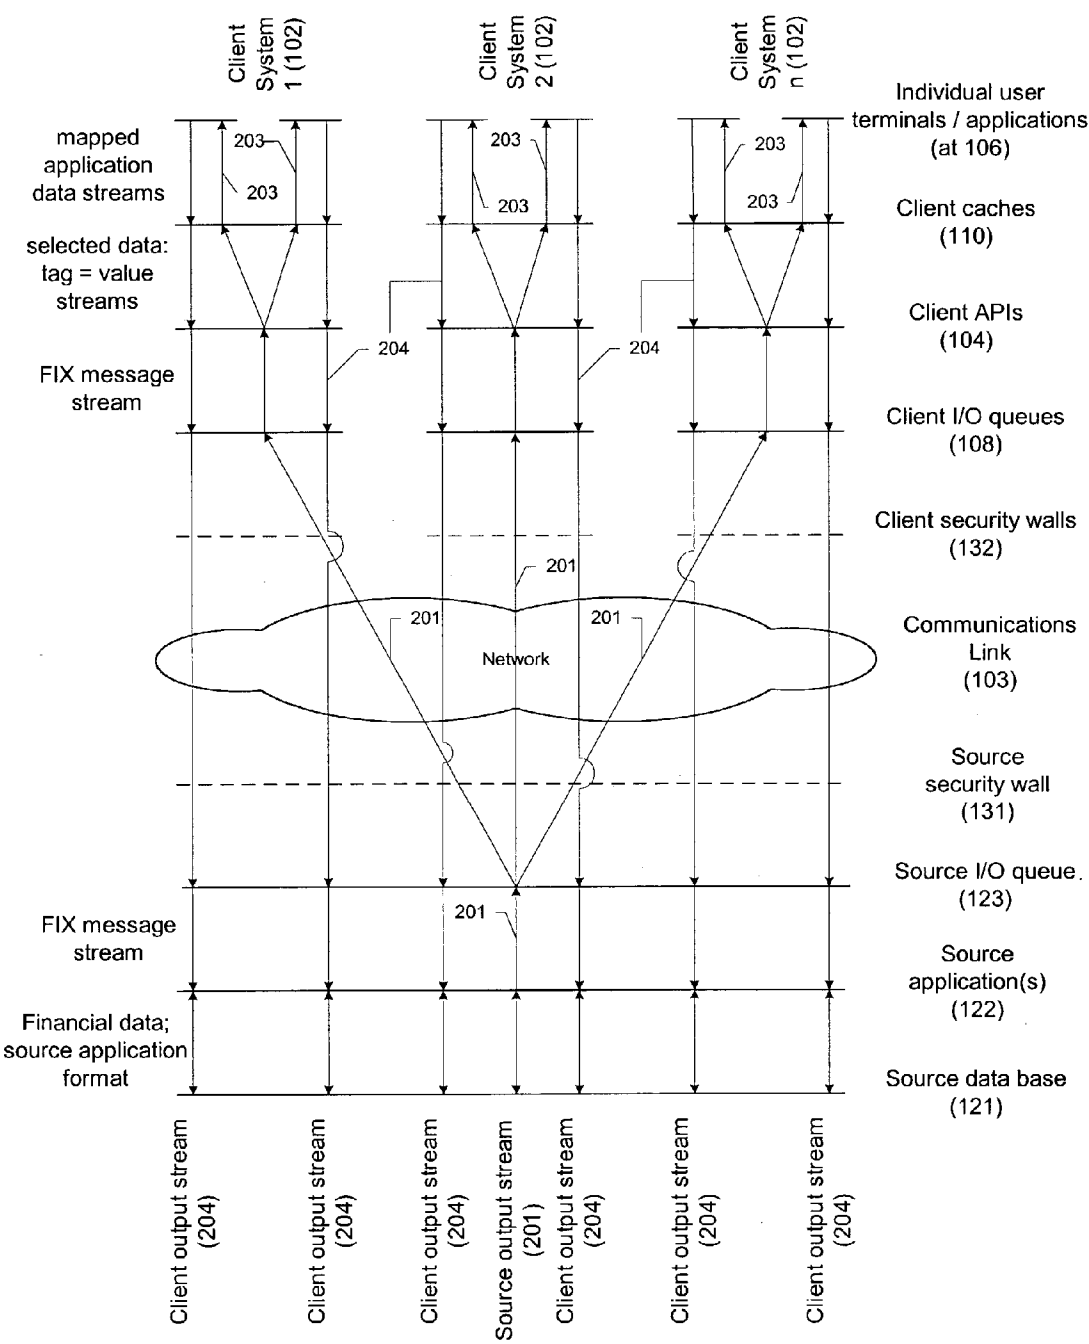 Client
System
1 (102)
Client
System
2 (102)
Client
System
n (102)
Individual user
terminals / applications
(at 106)
mapped
application
data streams
203
203
203
203
203
203
Client caches
(110)
selected data:
tag = value
streams
Client APIs
(104)
204
204
FIX message
stream
Client I/O queues
(108)
Client security walls
(132)
201
201
201
Network
Communications
Link
(103)
Source
security wall
(131)
Source I/O queue.
(123)
201
FIX message
stream
Source
application(s)
(122)
Financial data;
source application
format
Source data base
(121)
Client output stream
(204)
Client output stream
(204)
Client output stream
(204)
Source output stream
(201)
Client output stream
(204)
Client output stream
(204)
Client output stream
(204)